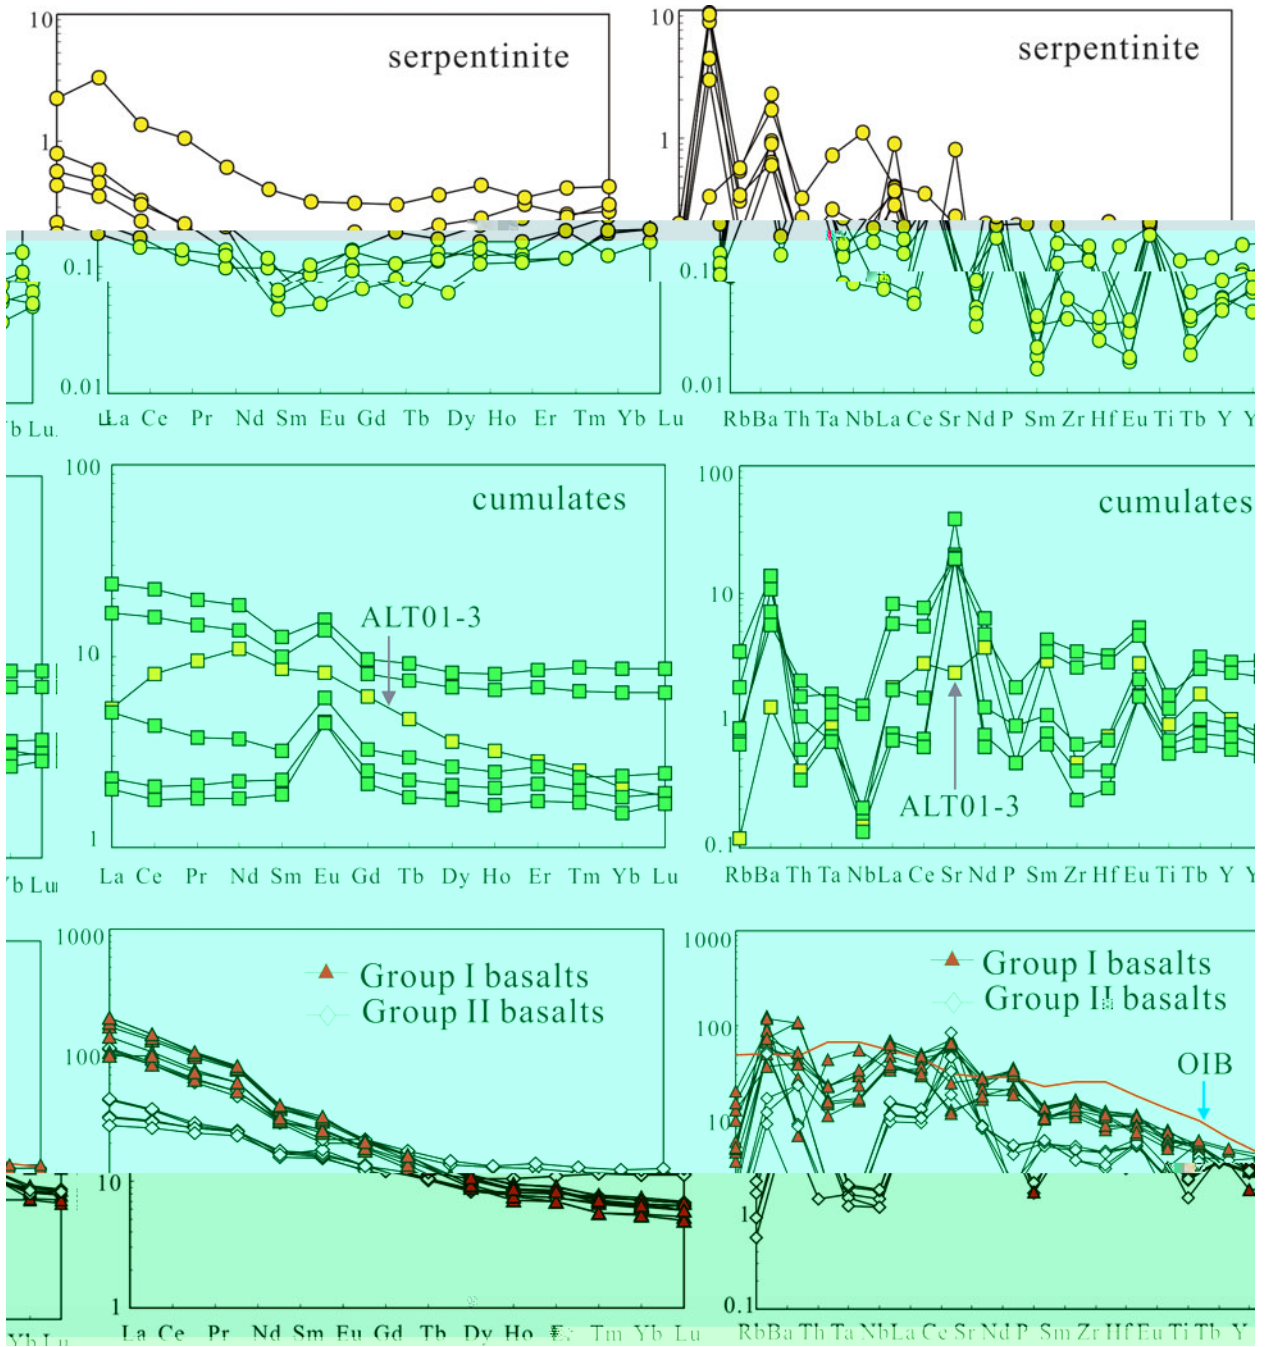 10
serpentinite
1
0.1
0.01
La Ce Pr Nd Sm Eu Gd Tb Dy Ho Er Tm Yb Lu
10
serpentinite
1
0.1
0.01
Rb Ba Th Ta Nb La Ce Sr Nd P Sm Zr Hf Eu Ti Tb Y Y
b Lu
100
cumulates
ALT01-3
10
1
La Ce Pr Nd Sm Eu Gd Tb Dy Ho Er Tm Yb Lu
100
cumulates
10
1
ALT01-3
0.1
Rb Ba Th Ta Nb La Ce Sr Nd P Sm Zr Hf Eu Ti Tb Y Y
b Lu
1000
Group I basalts
Group II basalts
100
10
1
La Ce Pr Nd Sm Eu Gd Tb Dy Ho Er Tm Yb Lu
1000
Group I basalts
Group II basalts
100
OIB
10
1
0.1
Rb Ba Th Ta Nb La Ce Sr Nd P Sm Zr Hf Eu Ti Tb Y
Yb Lu